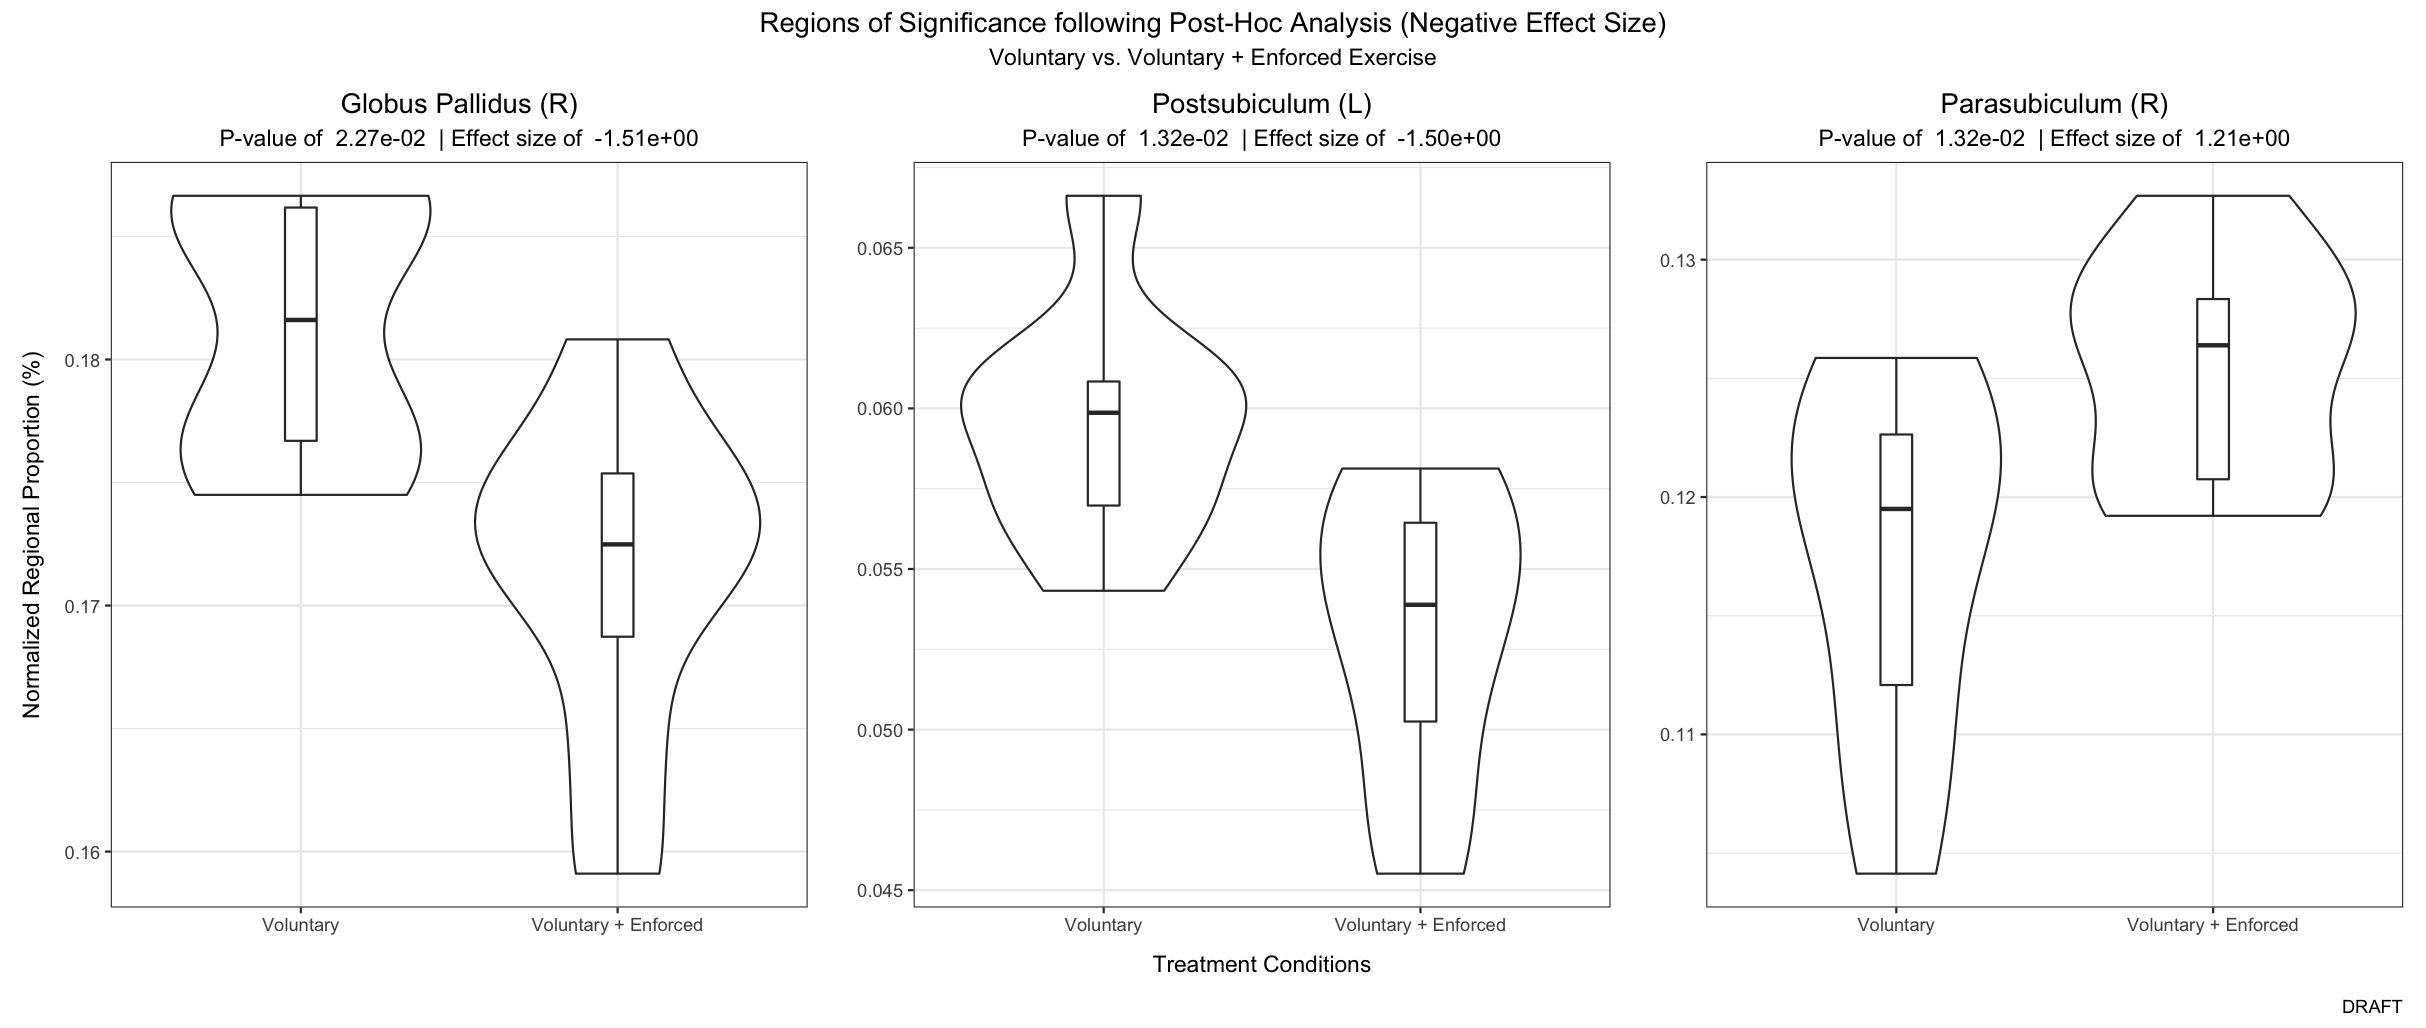 Regions of Significance following Post-Hoc Analysis (Negative Effect Size)
Voluntary vs. Voluntary + Enforced Exercise
Globus Pallidus (R)
P-value of 2.27e-02 | Effect size of -1.51e+00
Postsubiculum (L)
P-value of 1.32e-02 | Effect size of -1.50e+00
Parasubiculum (R)
P-value of 1.32e-02 | Effect size of 1.21e+00
Normalized Regional Proportion (%)
0.18
0.17
0.16
Voluntary
Voluntary + Enforced
0.065
0.060
0.055
0.050
0.045
Voluntary
Voluntary + Enforced
0.13
0.12
0.11
Voluntary
Voluntary + Enforced
Treatment Conditions
DRAFT